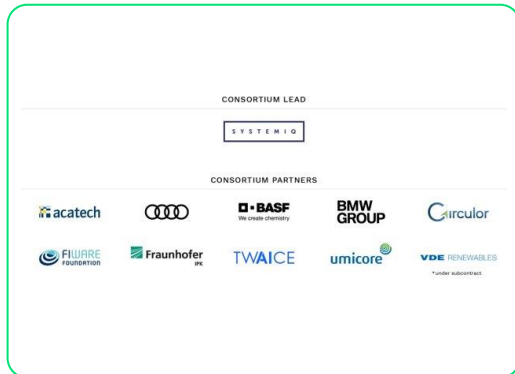 CONSORTIUM LEAD
SYSTEMIQ
CONSORTIUM PARTNERS
acatech
BASF
We create chemistry
BMW
GROUP
Circulor
FIWARE
FOUNDATION
Fraunhofer
IPK
TWAICE
umicore
VDE RENEWABLES
*under subcontract